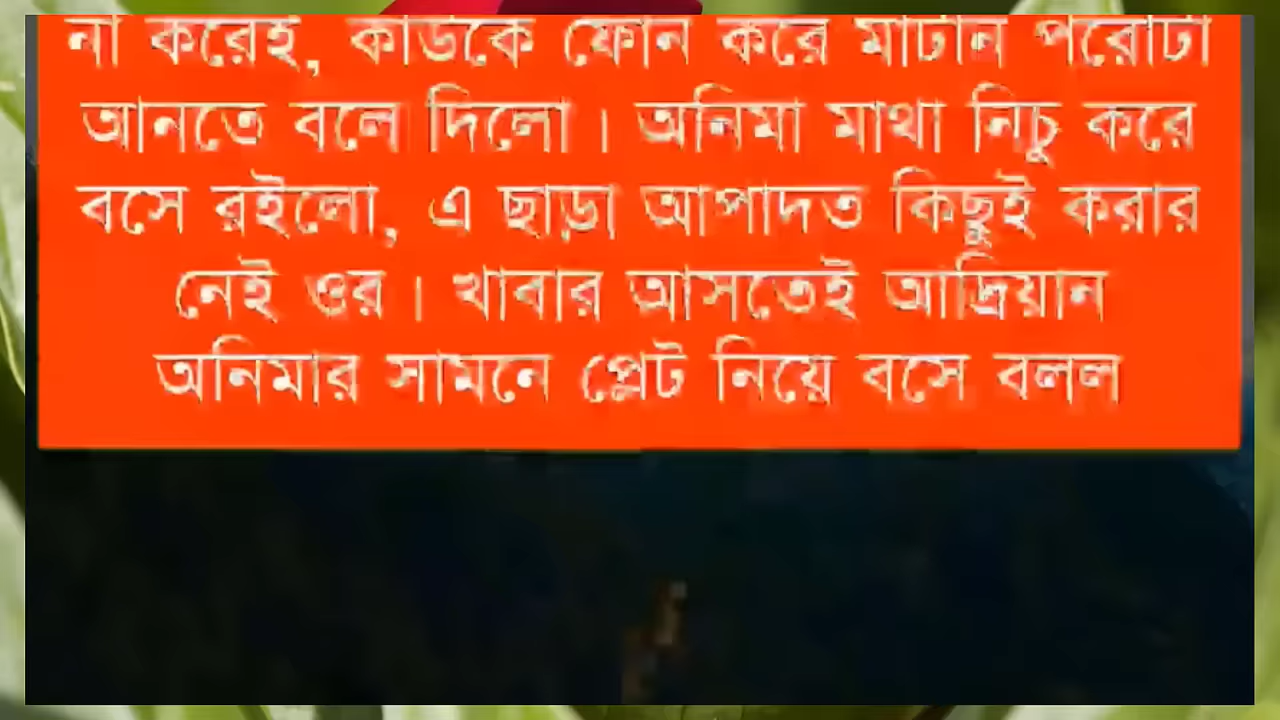 না করেই, কাউকে ফোন করে মাটান পরোটা
আনতে বলে দিলো। অনিমা মাথা নিচু করে
বসে রইলো, এ ছাড়া আপাদত কিছুই করার
নেই ওর। খাবার আসতেই আদ্রিয়ান
অনিমার সামনে প্লেট নিয়ে বসে বলল